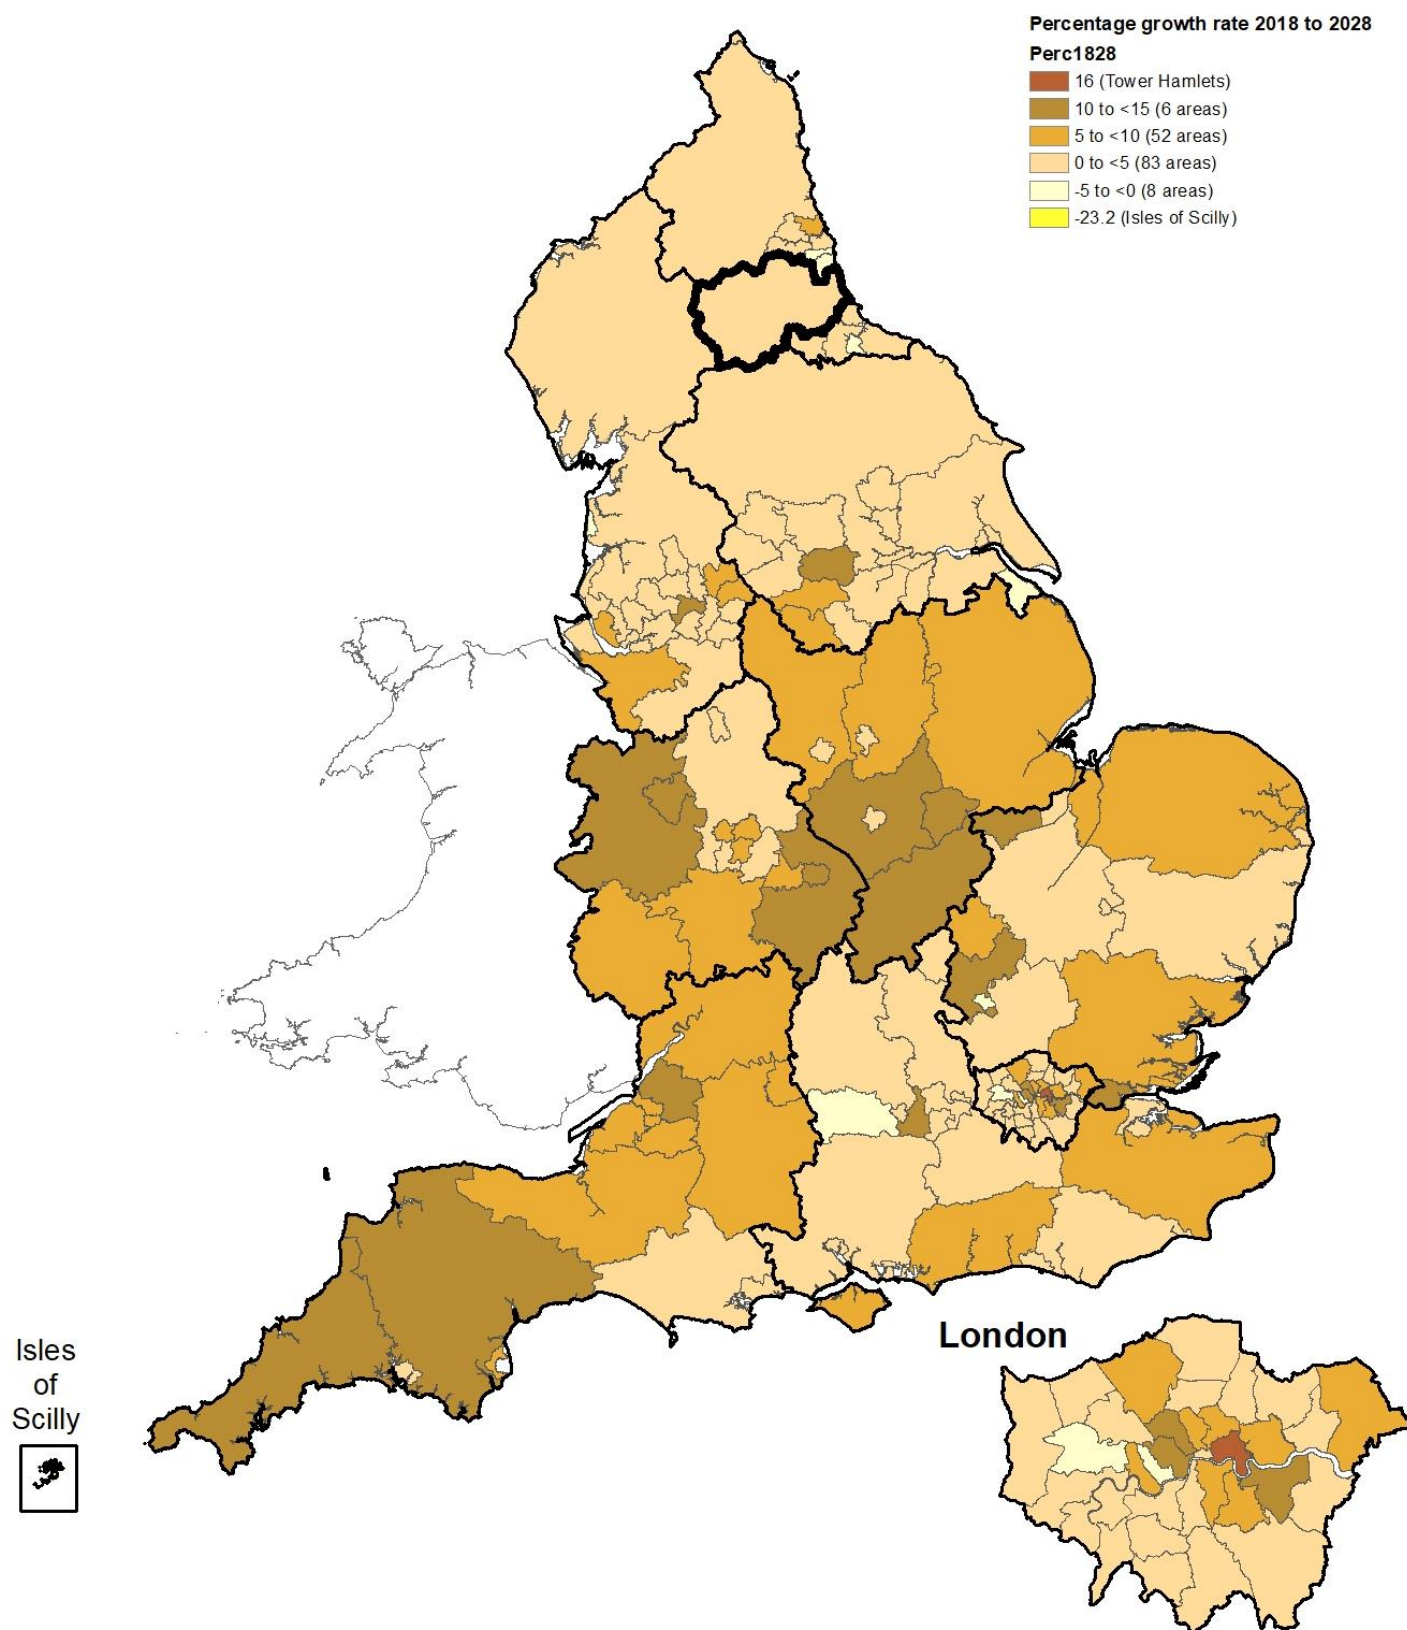 Percentage growth rate 2018 to 2028
Perc1828
16 (Tower Hamlets)
10 to <15 (6 areas)
5 to <10 (52 areas)
0 to <5 (83 areas)
-5 to <0 (8 areas)
-23.2 (Isles of Scilly)
London
Isles
of
Scilly